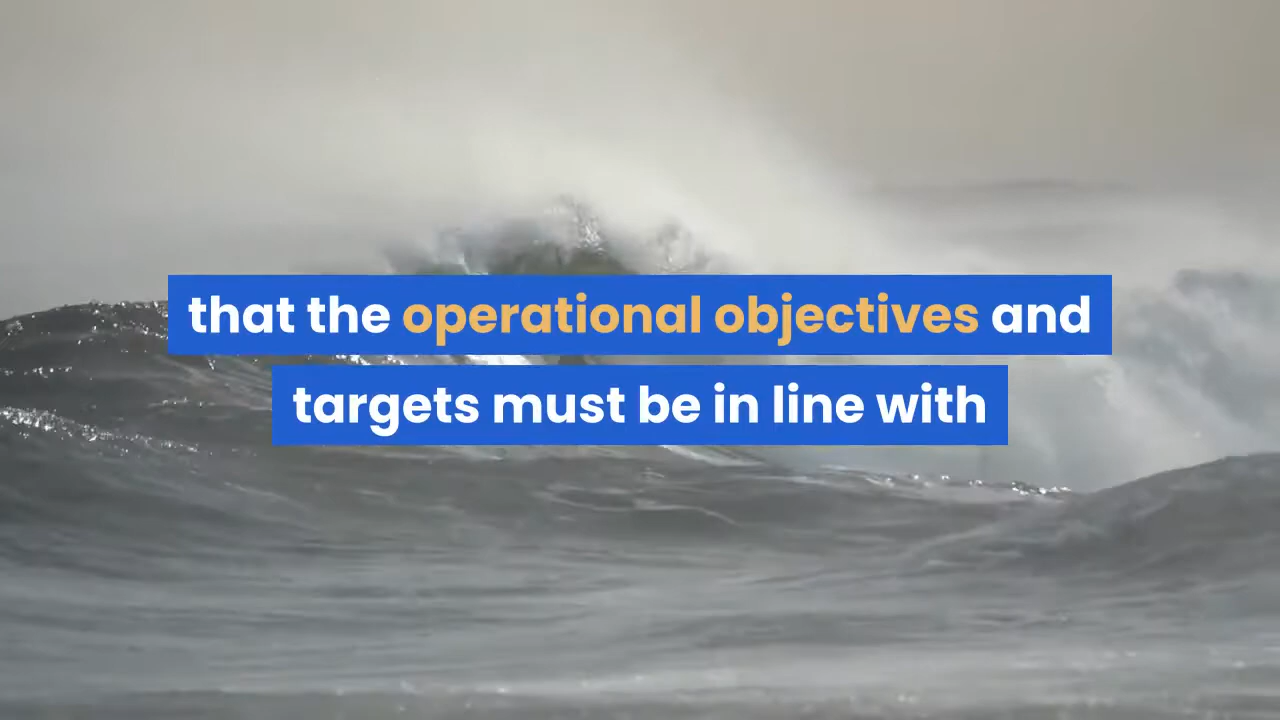 that the operational objectives and
targets must be in line with